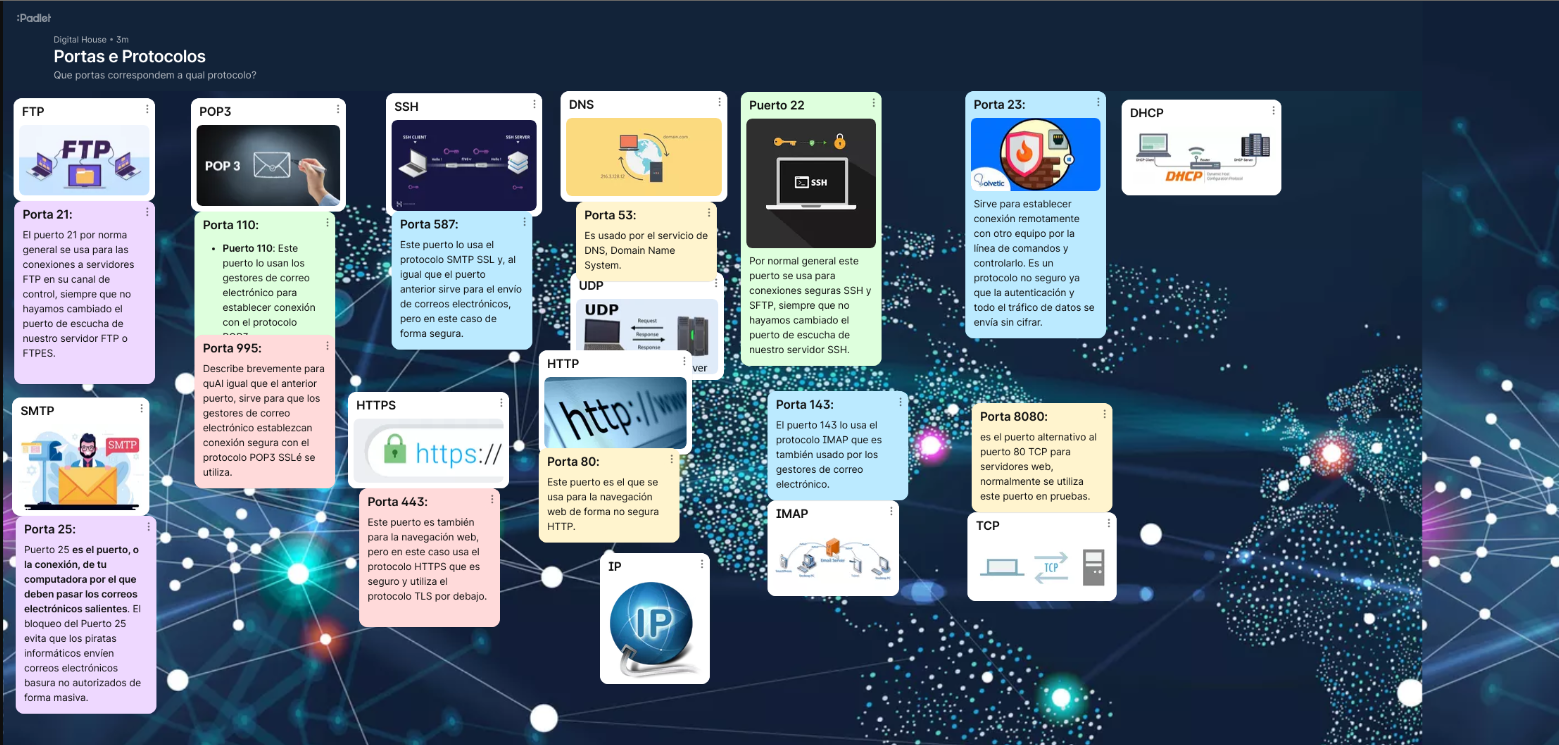 :Padlet
Digital House • 3m
Portas e Protocolos
Que portas correspondem a qual protocolo?
FTP
FTP
Porta 21:
El puerto 21 por norma
general se usa para las
conexiones a servidores
FTP en su canal de
control, siempre que no
hayamos cambiado el
puerto de escucha de
nuestro servidor FTP o
FTPES.
SMTP
SMTP
Porta 25:
Puerto 25 es el puerto, o
la conexión, de tu
computadora por el que
deben pasar los correos
electrónicos salientes. El
bloqueo del Puerto 25
evita que los piratas
informáticos envíen
correos electrónicos
basura no autorizados de
forma masiva.
POP3
POP 3
Porta 110:
• Puerto 110: Este
puerto lo usan los
gestores de correo
electrónico para
establecer conexión
con el protocolo
Porta 995:
Describe brevemente para
quAl igual que el anterior
puerto, sirve para que los
gestores de correo
electrónico establezcan
conexión segura con el
protocolo POP3 SSLé se
utiliza.
SSH
SSH CLIENT
SSH SERVER
Porta 587:
Este puerto lo usa el
protocolo SMTP SSL y, al
igual que el puerto
anterior sirve para el envío
de correos electrónicos,
pero en este caso de
forma segura.
HTTPS
https://
Porta 443:
Este puerto es también
para la navegación web,
pero en este caso usa el
protocolo HTTPS que es
seguro y utiliza el
protocolo TLS por debajo.
DNS
domain.com
Porta 53:
Es usado por el servicio de
DNS, Domain Name
System.
UDP
UDP
Request
Response
Response
ver
HTTP
http://www
Porta 80:
Este puerto es el que se
usa para la navegación
web de forma no segura
HTTP.
IP
IP
Puerto 22
SSH
Por normal general este
puerto se usa para
conexiones seguras SSH y
SFTP, siempre que no
hayamos cambiado el
puerto de escucha de
nuestro servidor SSH.
Porta 143:
El puerto 143 lo usa el
protocolo IMAP que es
también usado por los
gestores de correo
electrónico.
IMAP
Email Server
Porta 23:
olvetic
Sirve para establecer
conexión remotamente
con otro equipo por la
línea de comandos y
controlarlo. Es un
protocolo no seguro ya
que la autenticación y
todo el tráfico de datos se
envía sin cifrar.
Porta 8080:
es el puerto alternativo al
puerto 80 TCP para
servidores web,
normalmente se utiliza
este puerto en pruebas.
TCP
TCP
DHCP
DHCP Client
Router
DHCP Server
DHCP